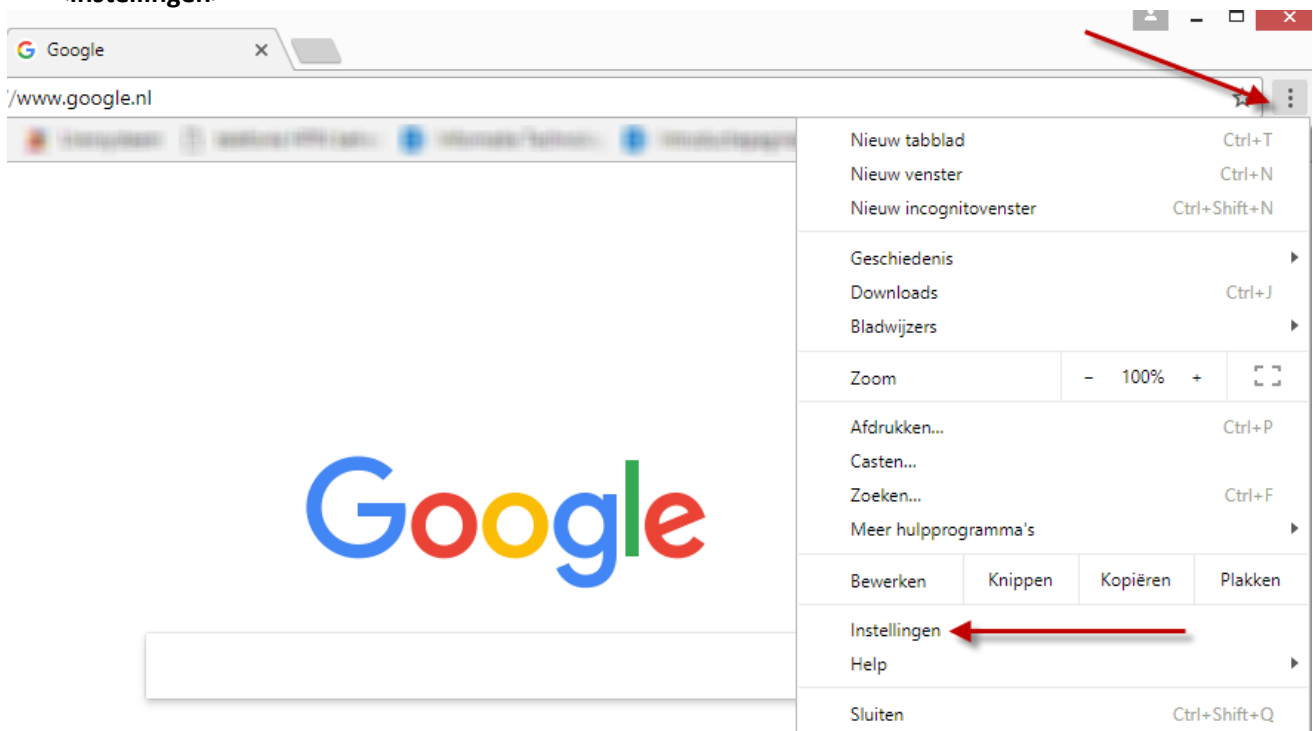 ‹Instellingen›
Google
/www.google.nl
Nieuw tabblad Ctrl+T
Nieuw venster Ctrl+N
Nieuw incognitovenster Ctrl+Shift+N
Geschiedenis
Downloads Ctrl+J
Bladwijzers
Zoom - 100% +
Afdrukken... Ctrl+P
Casten...
Zoeken... Ctrl+F
Meer hulpprogramma's
Bewerken Knippen Kopiëren Plakken
Instellingen
Help
Sluiten Ctrl+Shift+Q
Google